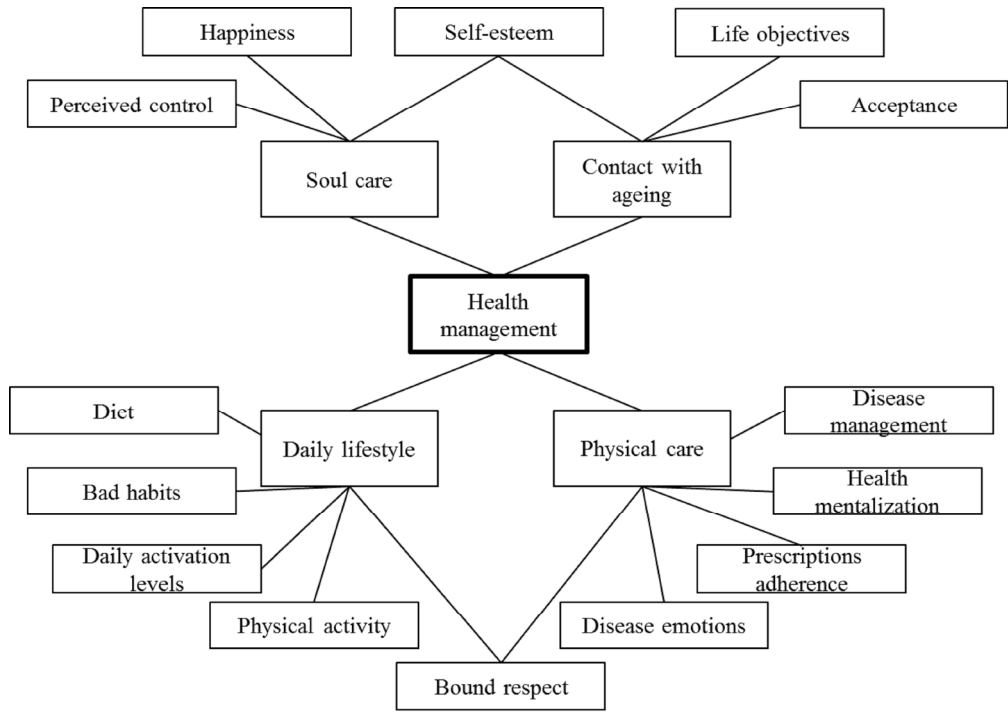 Happiness
Self-esteem
Life objectives
Perceived control
Acceptance
Soul care
Contact with
ageing
Health
management
Dict
Daily lifestyle
Physical care
Disease
management
Bad habits
Health
mentalization
Daily activation
levels
Prescriptions
adherence
Physical activity
Disease emotions
Bound respect